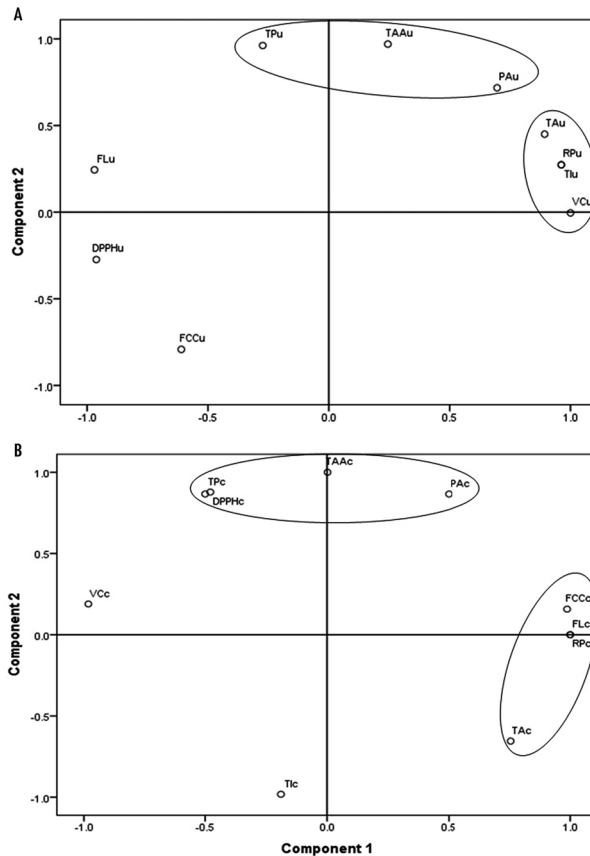 A
1.0
0.5
0.0
-0.5
-1.0
Component 2
TPu
TAAu
PAu
TAu
RPu
TIu
VCu
FLu
DPPHu
FCCu
-1.0 -0.5 0.0 0.5 1.0
B
1.0
0.5
0.0
-0.5
-1.0
Component 2
TAAc
TPc
DPPHc
PAc
VCc
FCCc
FLc
RPc
TAc
TIc
-1.0 -0.5 0.0 0.5 1.0
Component 1